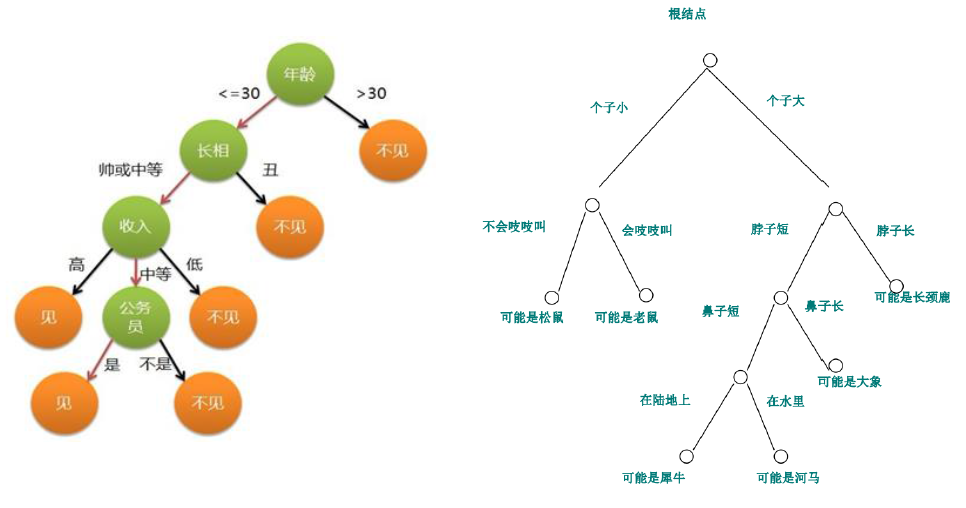 年龄
<=30
>30
长相
不见
帅或中等
丑
收入
不见
高
中等
低
见
公务
员
不见
是
不是
见
不见
根结点
个子小
个子大
不会吱吱叫
会吱吱叫
脖子短
脖子长
可能是松鼠
可能是老鼠
鼻子短
鼻子长
可能是长颈鹿
可能是大象
在陆地上
在水里
可能是犀牛
可能是河马